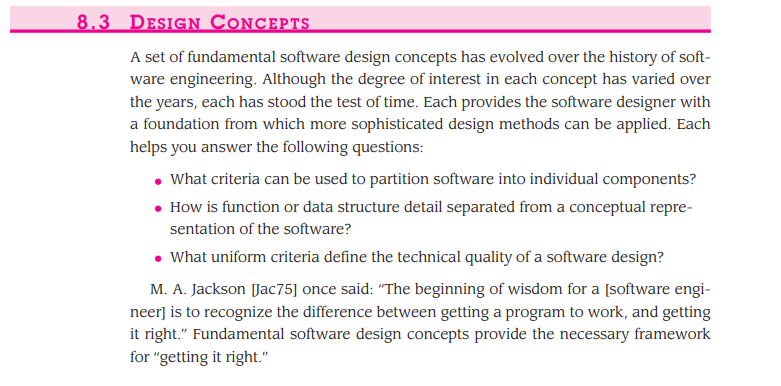 8.3 DESIGN CONCEPTS
A set of fundamental software design concepts has evolved over the history of soft-
ware engineering. Although the degree of interest in each concept has varied over
the years, each has stood the test of time. Each provides the software designer with
a foundation from which more sophisticated design methods can be applied. Each
helps you answer the following questions:
• What criteria can be used to partition software into individual components?
• How is function or data structure detail separated from a conceptual repre-
sentation of the software?
• What uniform criteria define the technical quality of a software design?
M. A. Jackson [Jac75] once said: “The beginning of wisdom for a [software engi-
neer] is to recognize the difference between getting a program to work, and getting
it right.” Fundamental software design concepts provide the necessary framework
for “getting it right.”